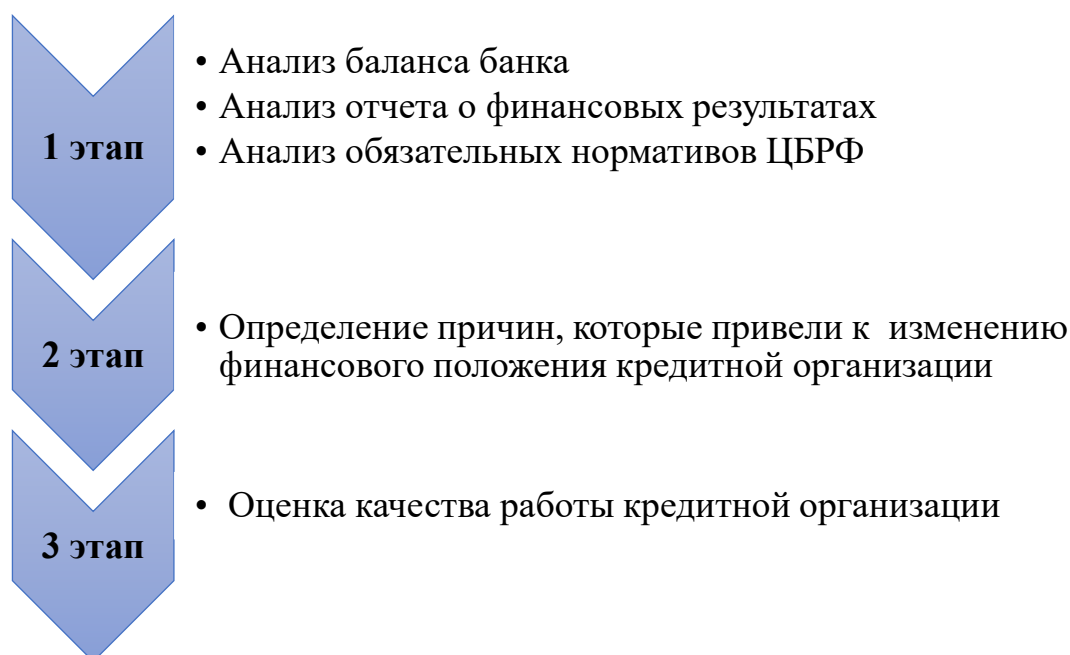 1 этап
• Анализ баланса банка
• Анализ отчета о финансовых результатах
• Анализ обязательных нормативов ЦБРФ
2 этап
• Определение причин, которые привели к  изменению
финансового положения кредитной организации
3 этап
•  Оценка качества работы кредитной организации